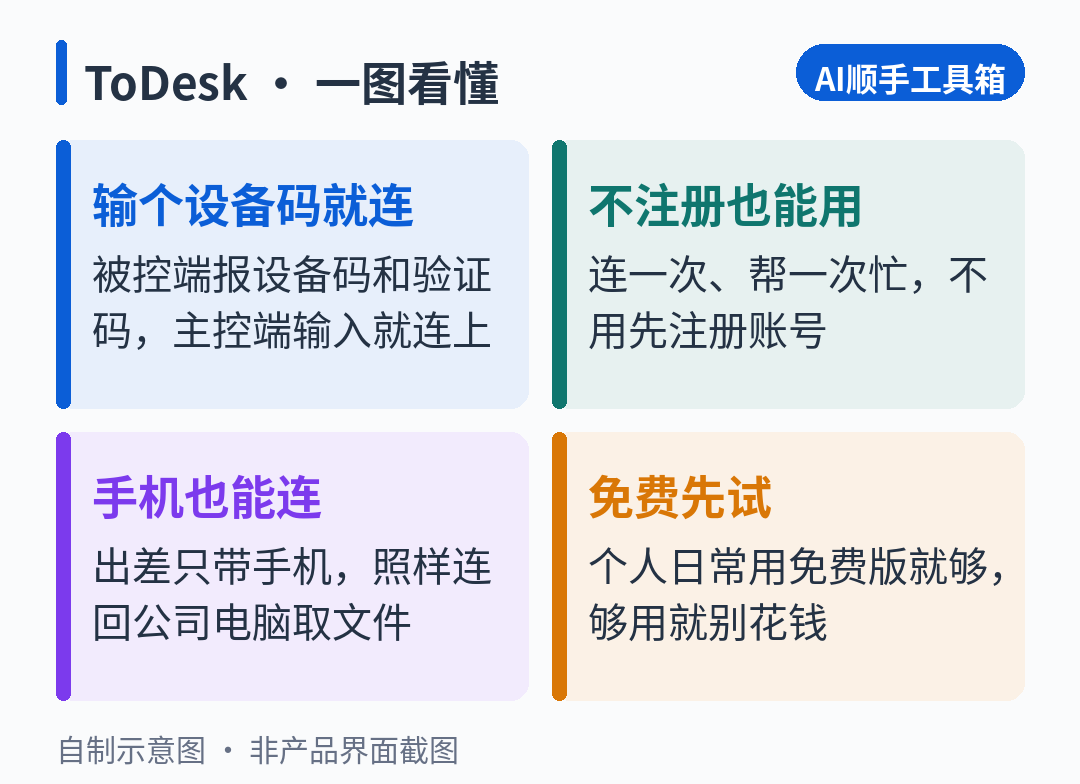 ToDesk · 一图看懂
AI顺手工具箱
输个设备码就连
被控端报设备码和验证
码，主控端输入就连上
不注册也能用
连一次、帮一次忙，不
用先注册账号
手机也能连
出差只带手机，照样连
回公司电脑取文件
免费先试
个人日常用免费版就够，
够用就别花钱
自制示意图 · 非产品界面截图